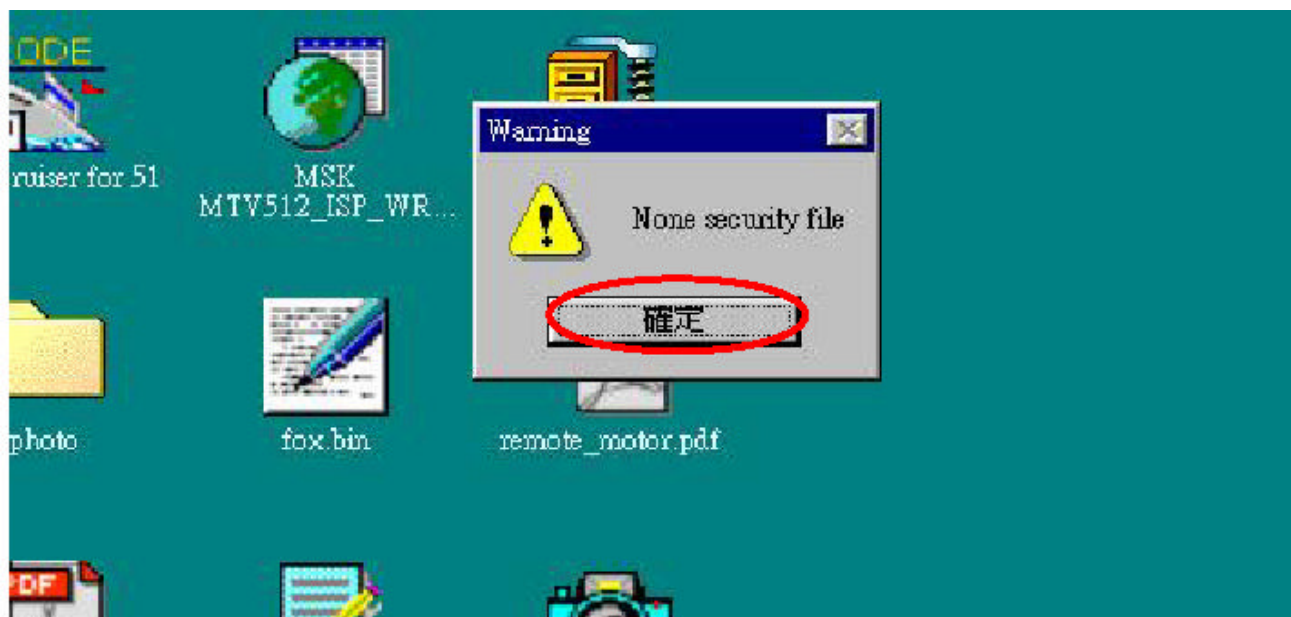 ODE
ruiser for 51
MSK
MTV512_ISP_WR...
Warning
None security file
確定
photo
fox.bin
remote_motor.pdf
PDF